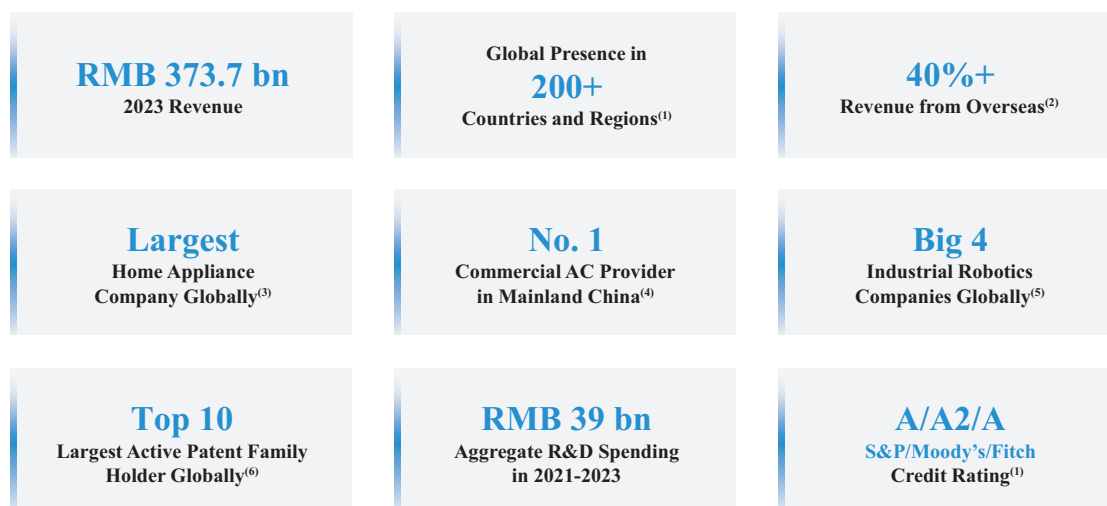 RMB 373.7 bn
2023 Revenue
Global Presence in
200+
Countries and Regions(1)
40%+
Revenue from Overseas(2)
Largest
Home Appliance
Company Globally(3)
No. 1
Commercial AC Provider
in Mainland China(4)
Big 4
Industrial Robotics
Companies Globally(5)
Top 10
Largest Active Patent Family
Holder Globally(6)
RMB 39 bn
Aggregate R&D Spending
in 2021-2023
A/A2/A
S&P/Moody’s/Fitch
Credit Rating(1)